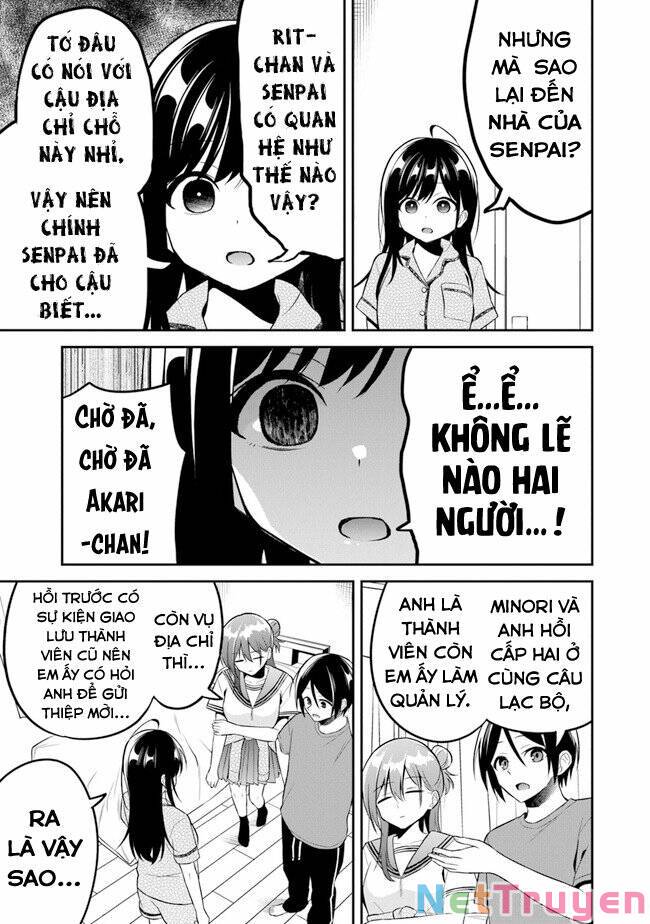 NHƯNG
MÀ SAO
LẠI ĐẾN
NHÀ CỦA
SENPAI?
RIT-
CHAN VÀ
SENPAI
CÓ QUAN
HỆ NHƯ
THẾ NÀO
VẬY?
TỚ ĐÂU
CÓ NÓI VỚI
CẬU ĐỊA
CHỈ CHỖ
NÀY NHỈ.
VẬY NÊN
CHÍNH
SENPAI ĐÃ
CHO CẬU
BIẾT...
Ể...Ể...
KHÔNG LẼ
NÀO HAI
NGƯỜI...!
CHỜ ĐÃ,
CHỜ ĐÃ
AKARI
-CHAN!
MINORI VÀ
ANH HỒI
CẤP HAI Ở
CÙNG CÂU
LẠC BỘ,
ANH LÀ
THÀNH
VIÊN CÒN
EM ẤY LÀM
QUẢN LÝ.
CÒN VỤ
ĐỊA CHỈ
THÌ...
HỒI TRƯỚC CÓ
SỰ KIỆN GIAO
LƯU THÀNH
VIÊN CŨ NÊN
EM ẤY CÓ HỎI
ANH ĐỂ GỬI
THIỆP MỜI...
RA
LÀ VẬY
SAO...
NetTruyen